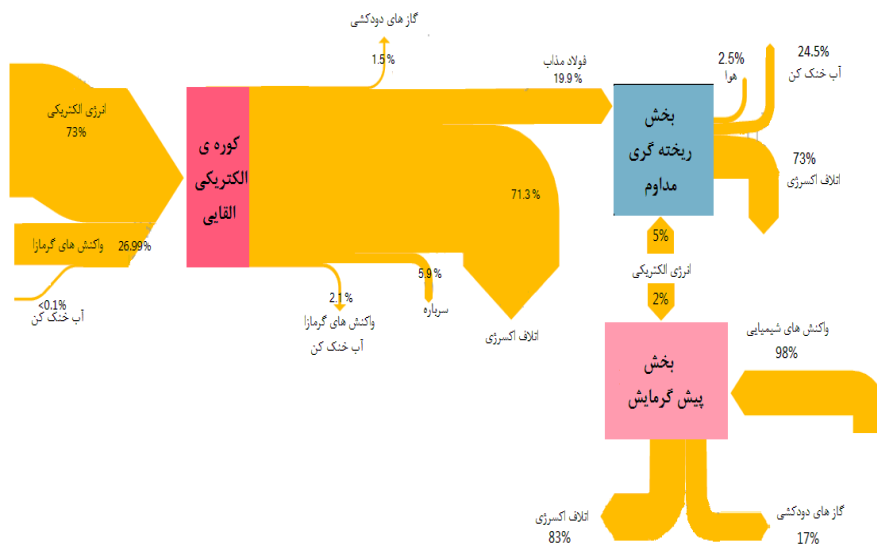 گاز های دودکشی
1.5 %
انرژی الکتریکی
73%
واکنش های گرمازا
26.99%
<0.1%
آب خنک کن
کوره ی
الکتریکی
القایی
فولاد مذاب
19.9 %
71.3 %
5.9 %
سرباره
2.1 %
واکنش های گرمازا
آب خنک کن
اتلاف اکسرژی
بخش
ریخته گری
مداوم
2.5%
هوا
24.5%
آب خنک کن
73%
اتلاف اکسرژی
5%
انرژی الکتریکی
2%
بخش
پیش گرمایش
واکنش های شیمیایی
98%
اتلاف اکسرژی
83%
گاز های دودکشی
17%